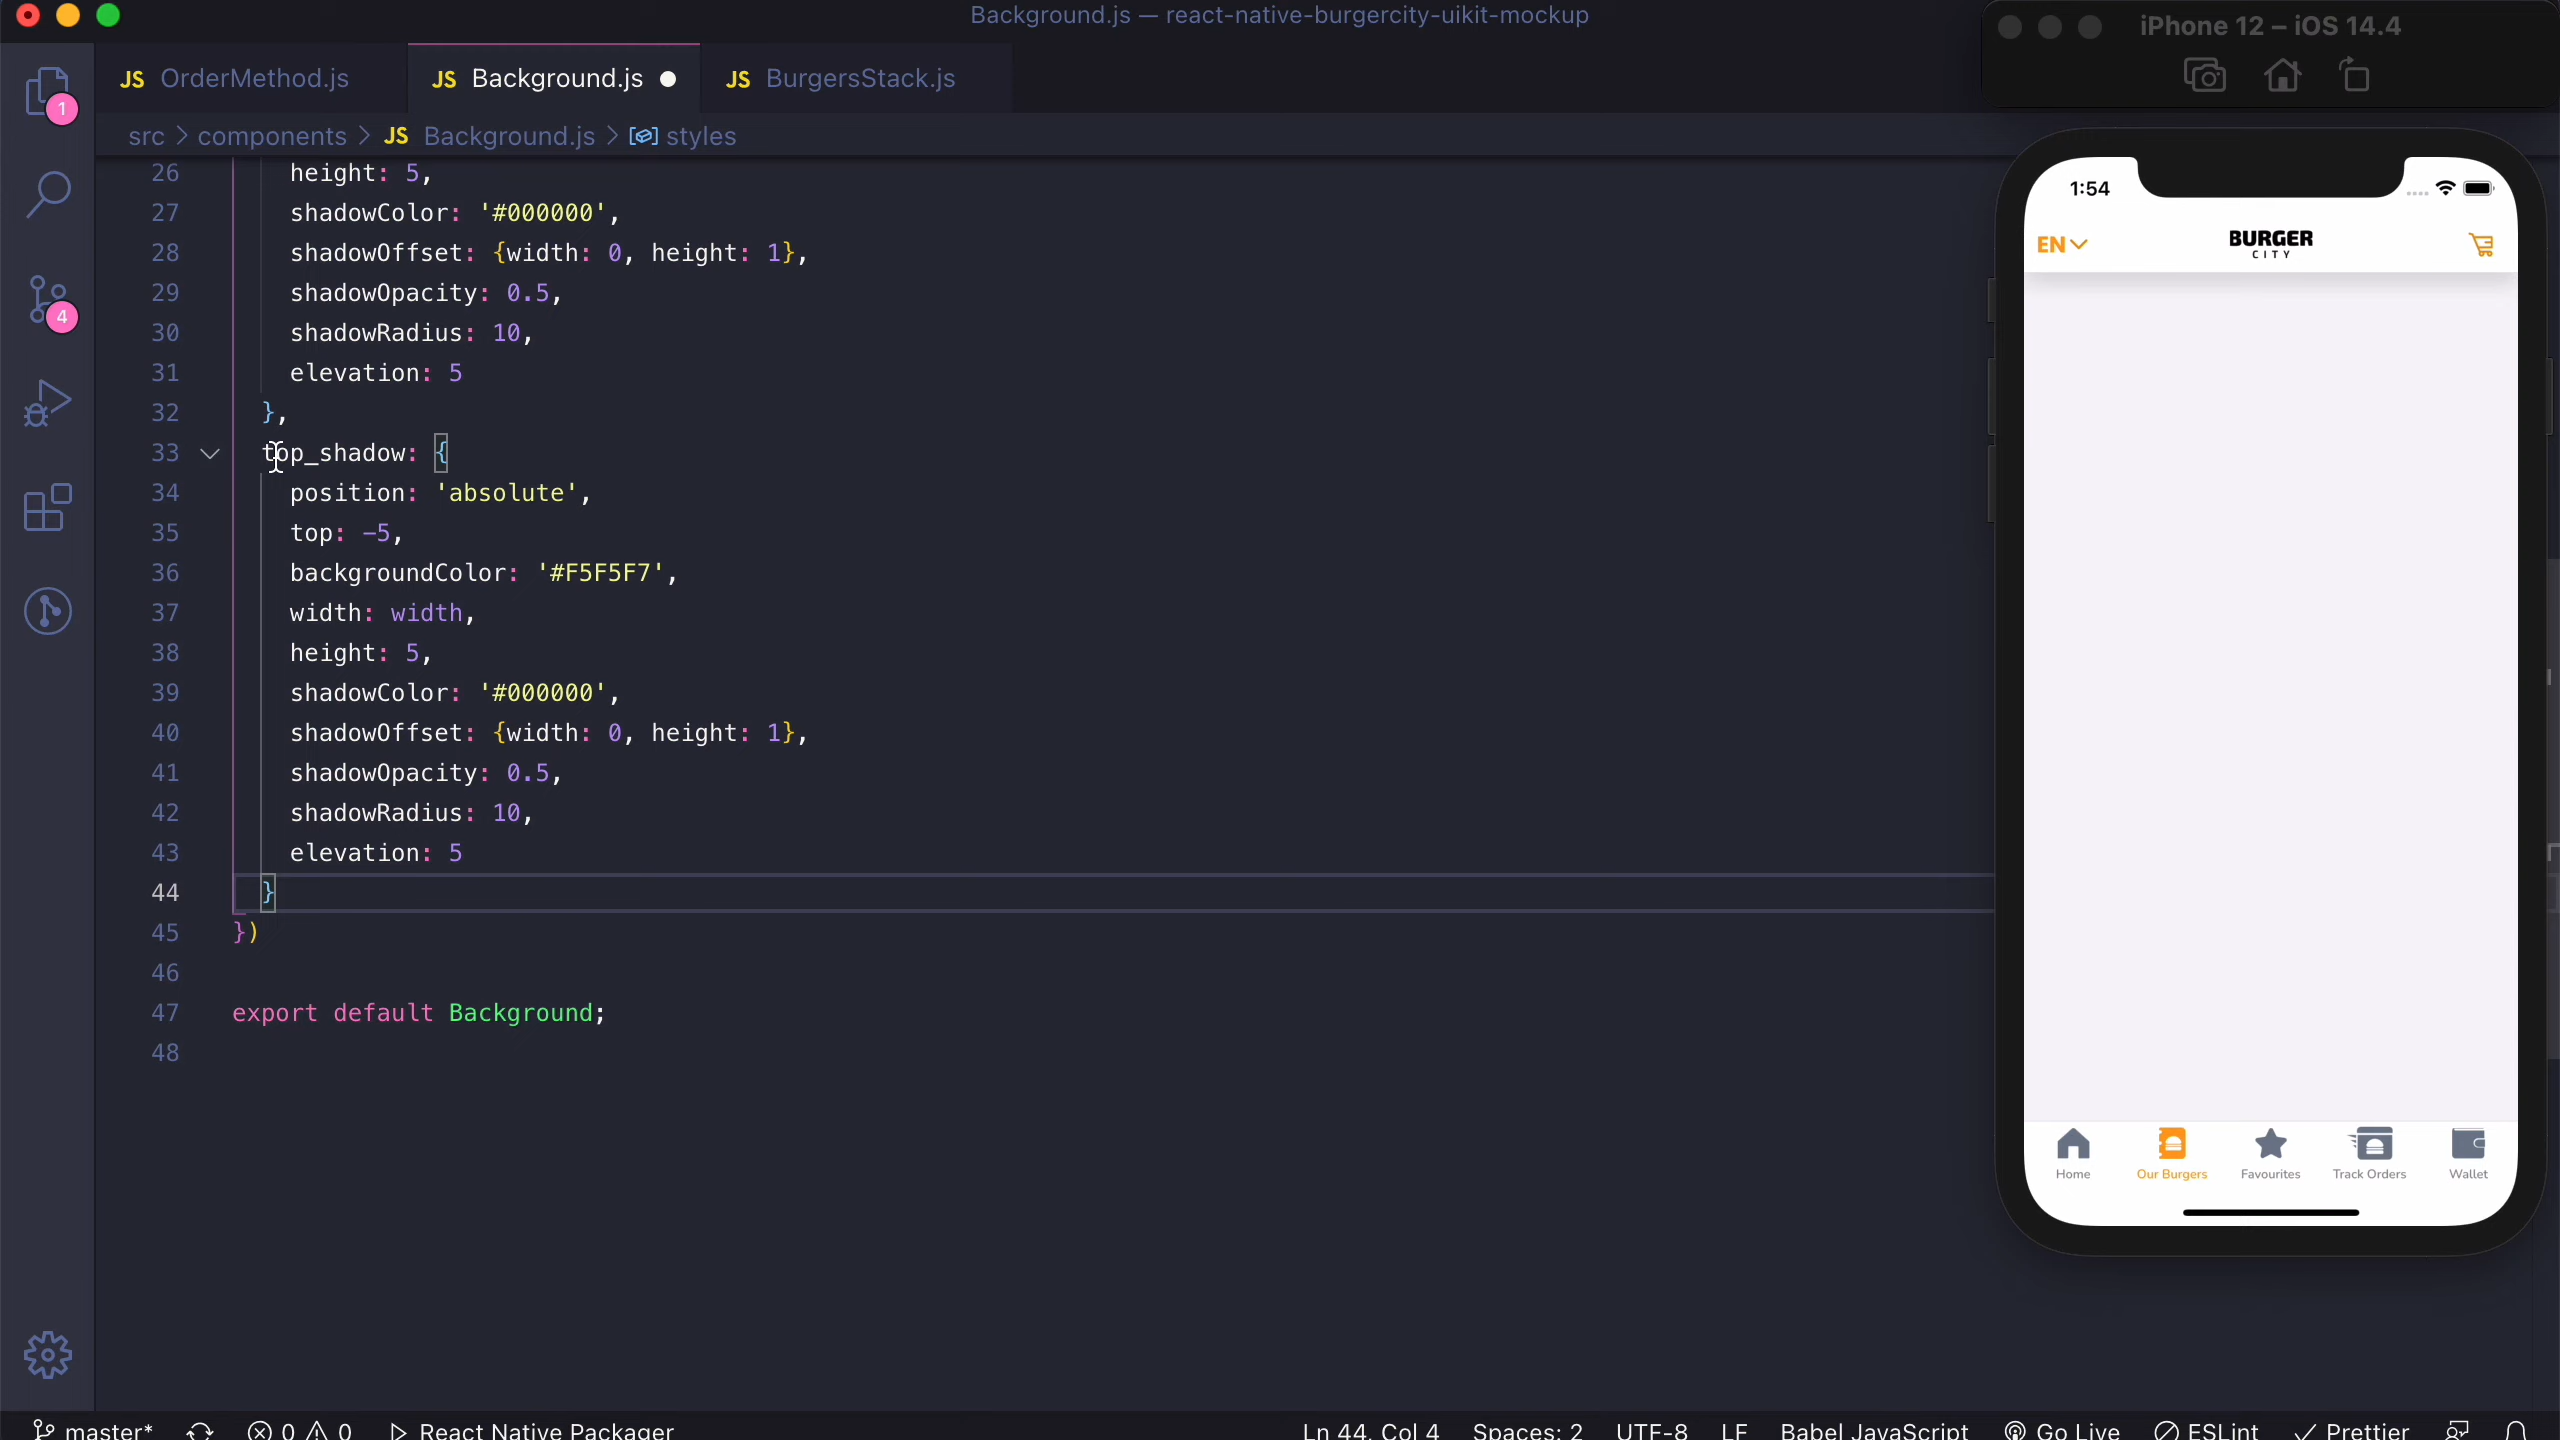 Background.js — react-native-burgercity-uikit-mockup
iPhone 12 – iOS 14.4
JS OrderMethod.js
JS Background.js
JS BurgersStack.js
src > components > JS Background.js > styles
1
4
26 height: 5,
27 shadowColor: '#000000',
28 shadowOffset: {width: 0, height: 1},
29 shadowOpacity: 0.5,
30 shadowRadius: 10,
31 elevation: 5
32 },
33 top_shadow: {
34 position: 'absolute',
35 top: -5,
36 backgroundColor: '#F5F5F7',
37 width: width,
38 height: 5,
39 shadowColor: '#000000',
40 shadowOffset: {width: 0, height: 1},
41 shadowOpacity: 0.5,
42 shadowRadius: 10,
43 elevation: 5
44 }
45 })
46
47 export default Background;
48
1:54
EN
BURGER
CITY
Home
Our Burgers
Favourites
Track Orders
Wallet
master* 0 0 React Native Packager
Ln 44, Col 4 Spaces: 2 UTF-8 LF Babel JavaScript Go Live ESLint Prettier